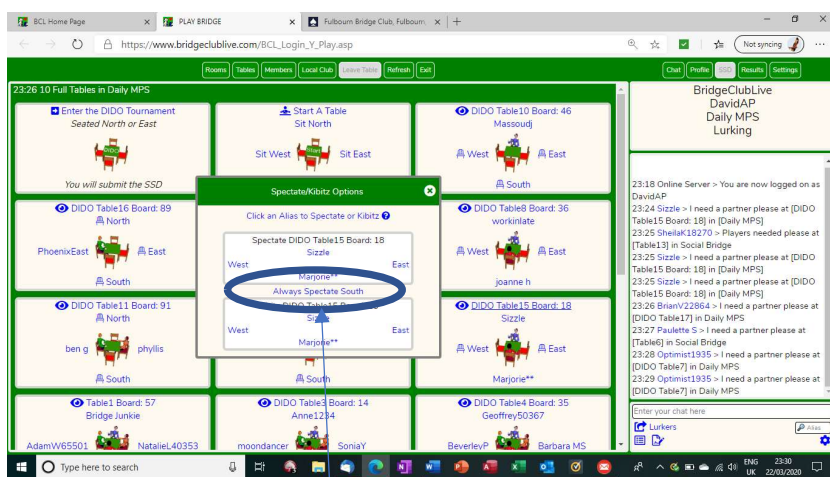 BCL Home Page
PLAY BRIDGE
Fulbourn Bridge Club, Fulbourn
https://www.bridgeclublive.com/BCL_Login_Y_Play.asp
Not syncing
Rooms Tables Members Local Club Leave Table Refresh Exit
Chat Profile SSD Results Settings
23:26 10 Full Tables in Daily MPS
Enter the DIDO Tournament
Seated North or East
DIDO
You will submit the SSD
Start A Table
Sit North
Sit West
Sit East
DIDO Table10 Board: 46
Massoudj
West
East
South
DIDO Table16 Board: 89
North
PhoenixEast
East
South
Spectate/Kibitz Options
Click an Alias to Spectate or Kibitz
Spectate DIDO Table15 Board: 18
Sizzle
West
East
Marjorie**
Always Spectate South
West
East
Marjorie**
DIDO Table8 Board: 36
workinlate
West
East
joanne h
DIDO Table11 Board: 91
North
ben g
phyllis
South
South
DIDO Table15 Board: 18
Sizzle
West
East
Marjorie**
Table1 Board: 57
Bridge Junkie
AdamW65501
NatalieL40353
DIDO Table3 Board: 14
Anne1234
moondancer
SoniaY
DIDO Table4 Board: 35
Geoffrey50367
BeverleyP
Barbara MS
BridgeClubLive
DavidAP
Daily MPS
Lurking
23:18 Online Server > You are now logged on as
DavidAP
23:24 Sizzle > I need a partner please at [DIDO
Table15 Board: 18] in [Daily MPS]
23:25 SheilaK18270 > Players needed please at
[Table13] in Social Bridge
23:25 Sizzle > I need a partner please at [DIDO
Table15 Board: 18] in [Daily MPS]
23:25 Sizzle > I need a partner please at [DIDO
Table15 Board: 18] in [Daily MPS]
23:26 BrianV22864 > I need a partner please at
[DIDO Table17] in Daily MPS
23:27 Paulette S > I need a partner please at
[Table6] in Social Bridge
23:28 Optimist1935 > I need a partner please at
[DIDO Table7] in Daily MPS
23:29 Optimist1935 > I need a partner please at
[DIDO Table7] in Daily MPS
Enter your chat here
Lurkers
Alias
Type here to search
ENG
UK
23:30
22/03/2020